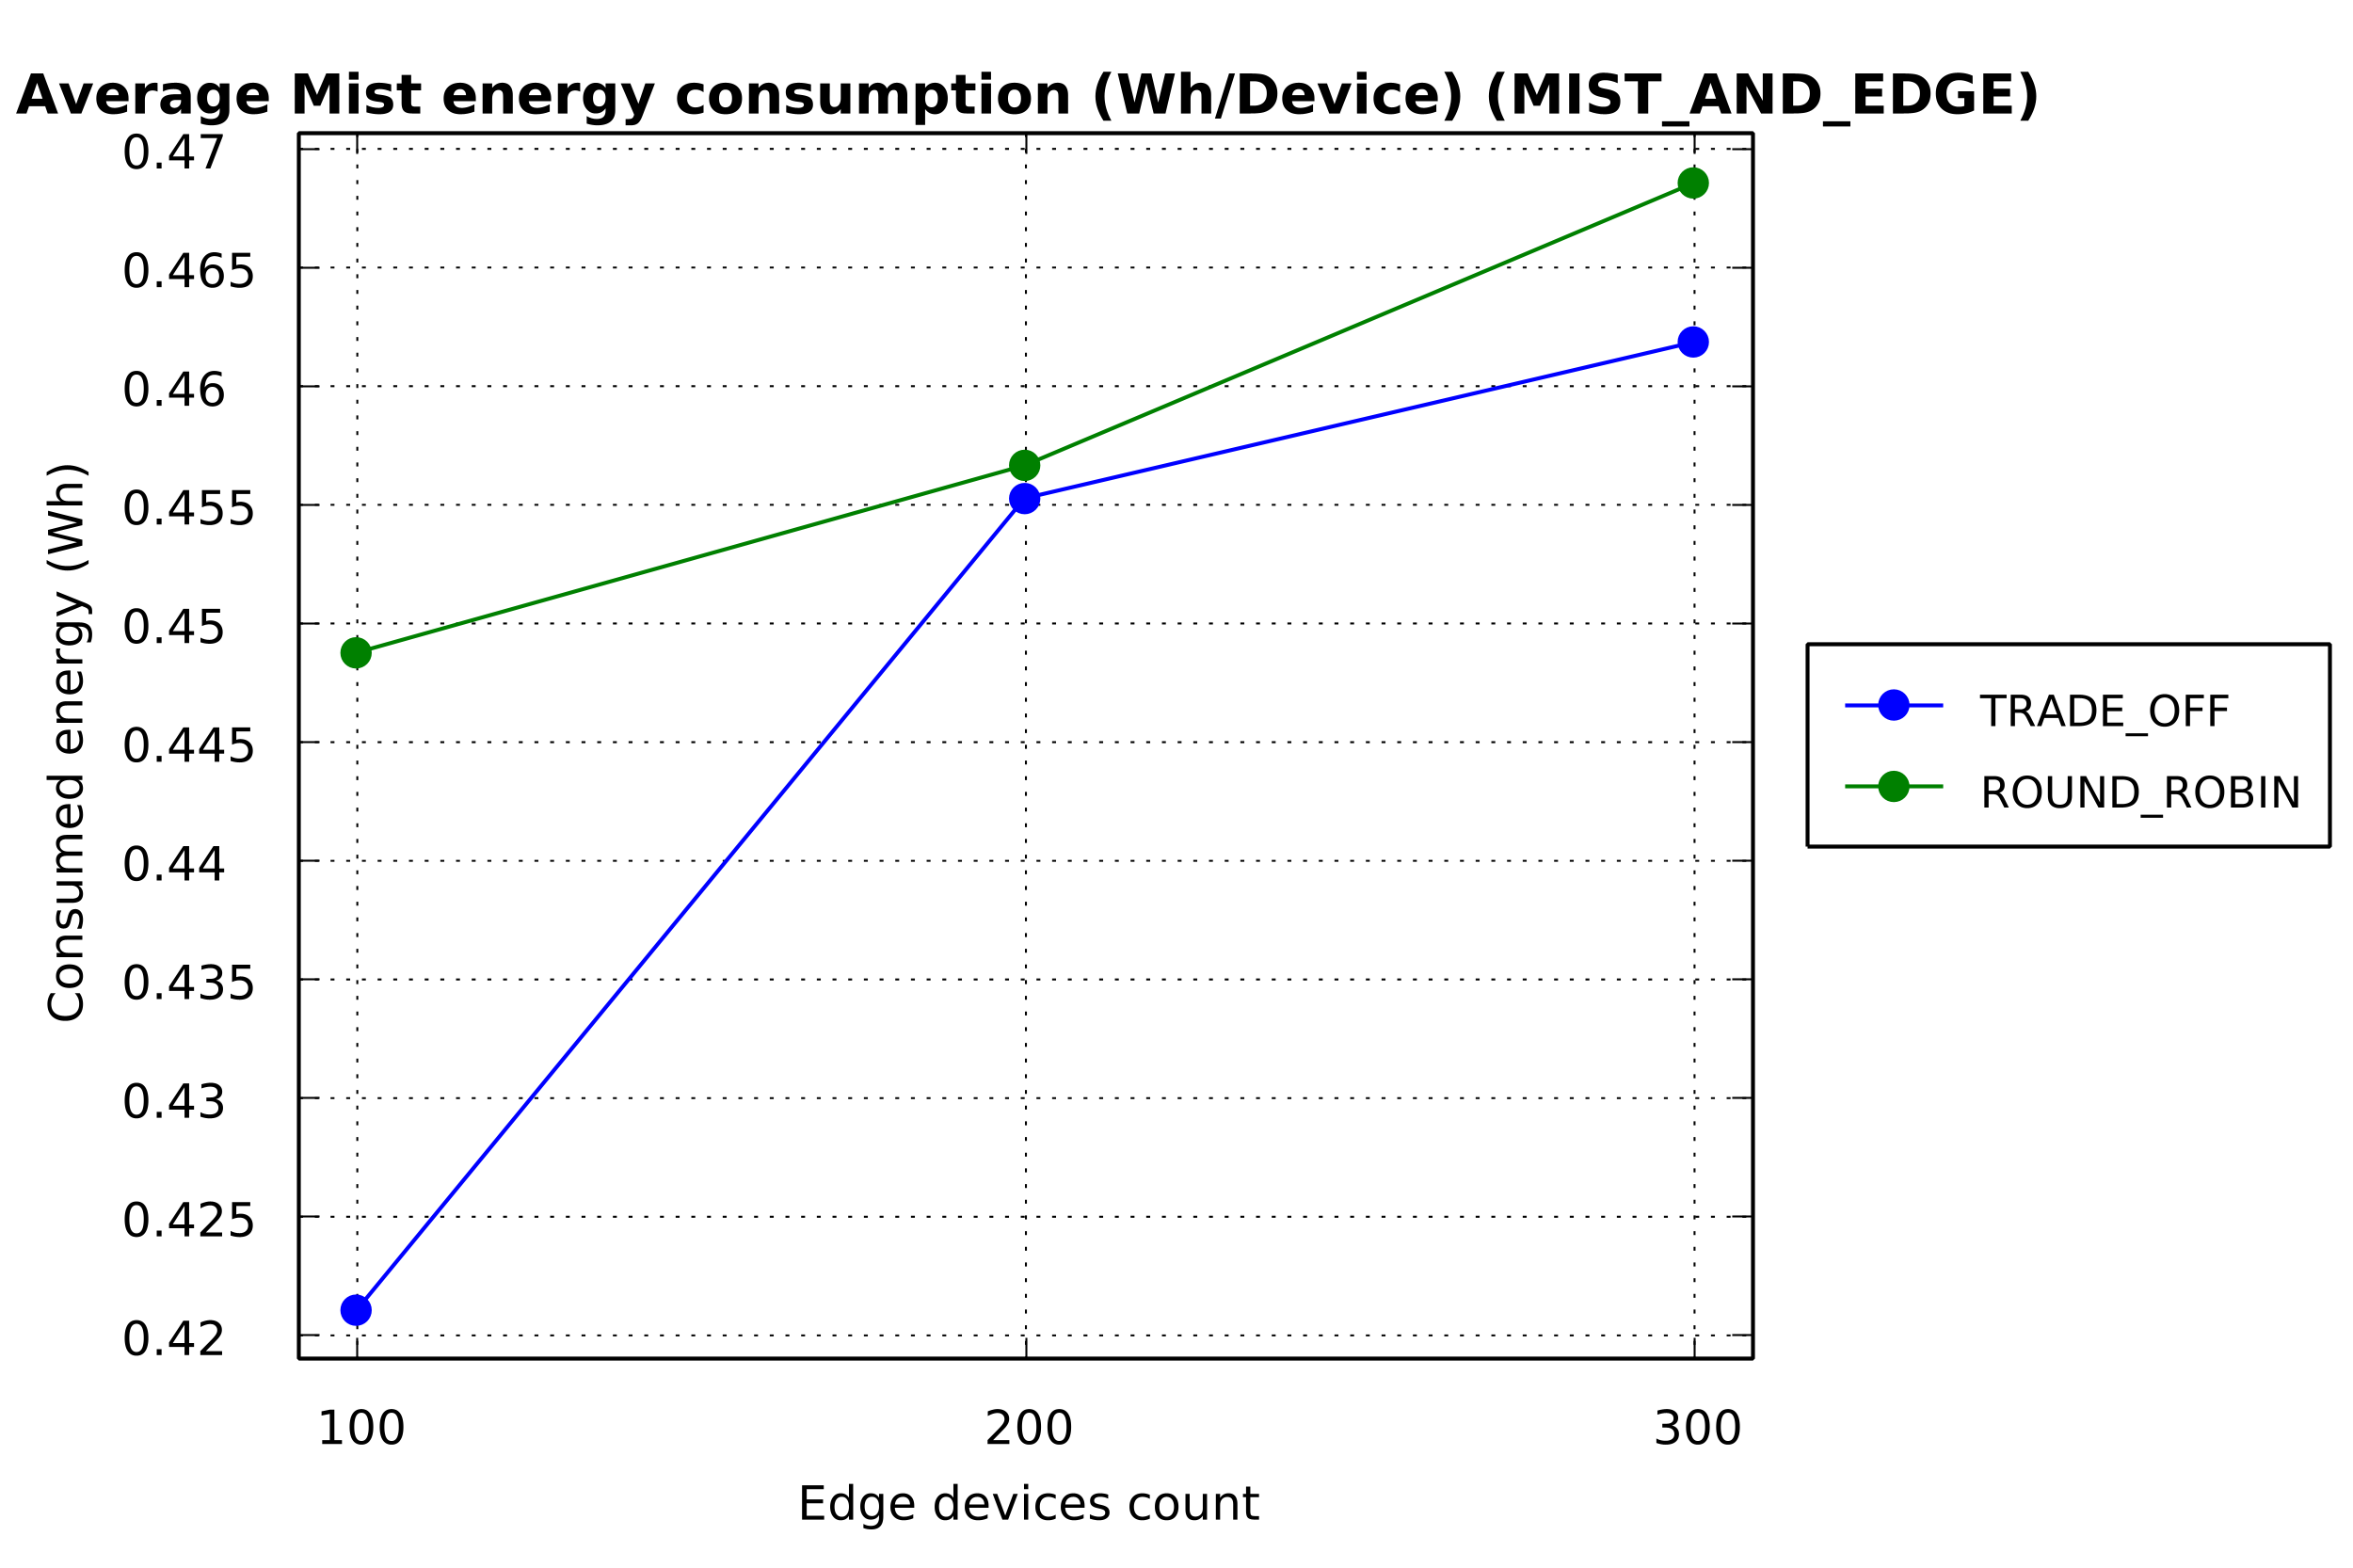 Average Mist energy consumption (Wh/Device) (MIST_AND_EDGE)
0.47
0.465
0.46
0.455
0.45
0.445
0.44
0.435
0.43
0.425
0.42
Consumed energy (Wh)
100
200
300
Edge devices count
TRADE_OFF
ROUND_ROBIN